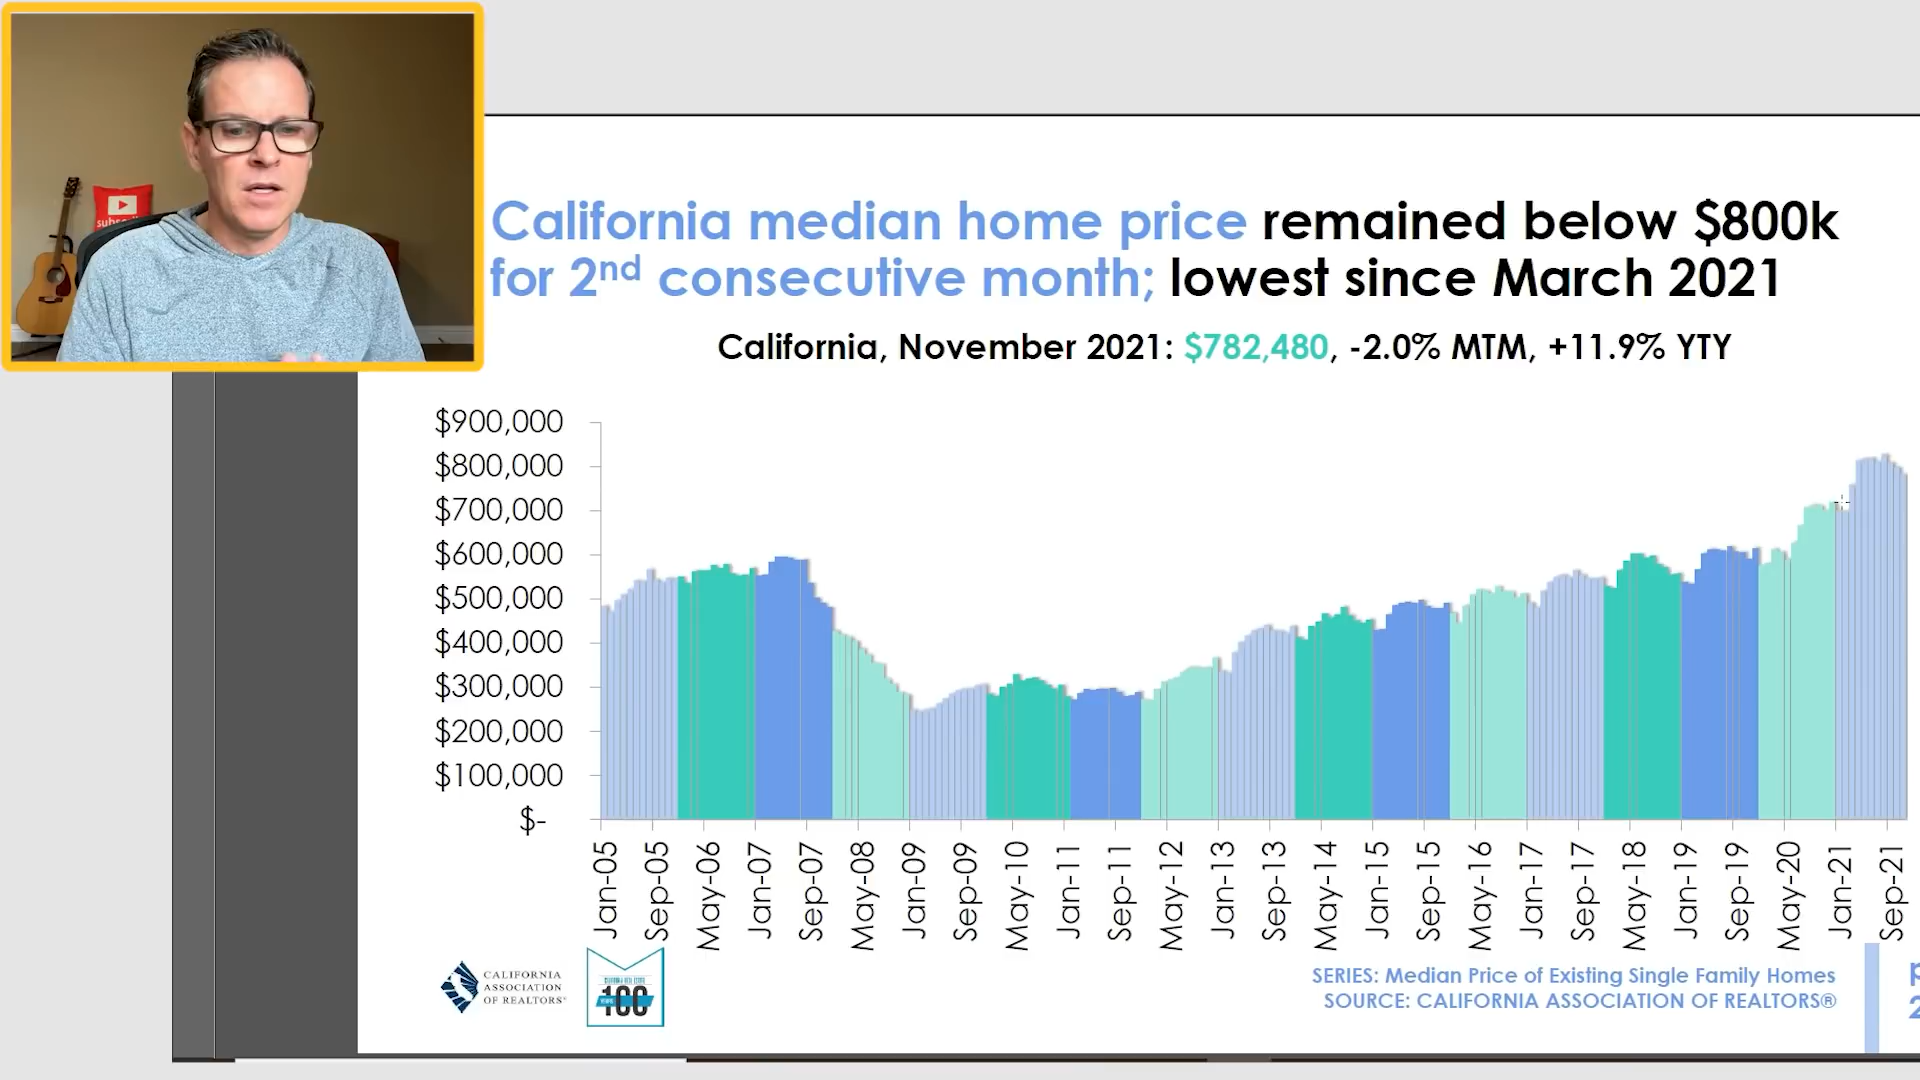 subscri
California median home price remained below $800k
for 2nd consecutive month; lowest since March 2021
California, November 2021: $782,480, -2.0% MTM, +11.9% YTY
$900,000
$800,000
$700,000
$600,000
$500,000
$400,000
$300,000
$200,000
$100,000
$-
Jan-05
Sep-05
May-06
Jan-07
Sep-07
May-08
Jan-09
Sep-09
May-10
Jan-11
Sep-11
May-12
Jan-13
Sep-13
May-14
Jan-15
Sep-15
May-16
Jan-17
Sep-17
May-18
Jan-19
Sep-19
May-20
Jan-21
Sep-21
CALIFORNIA
ASSOCIATION
OF REALTORS®
100
SERIES: Median Price of Existing Single Family Homes
SOURCE: CALIFORNIA ASSOCIATION OF REALTORS®